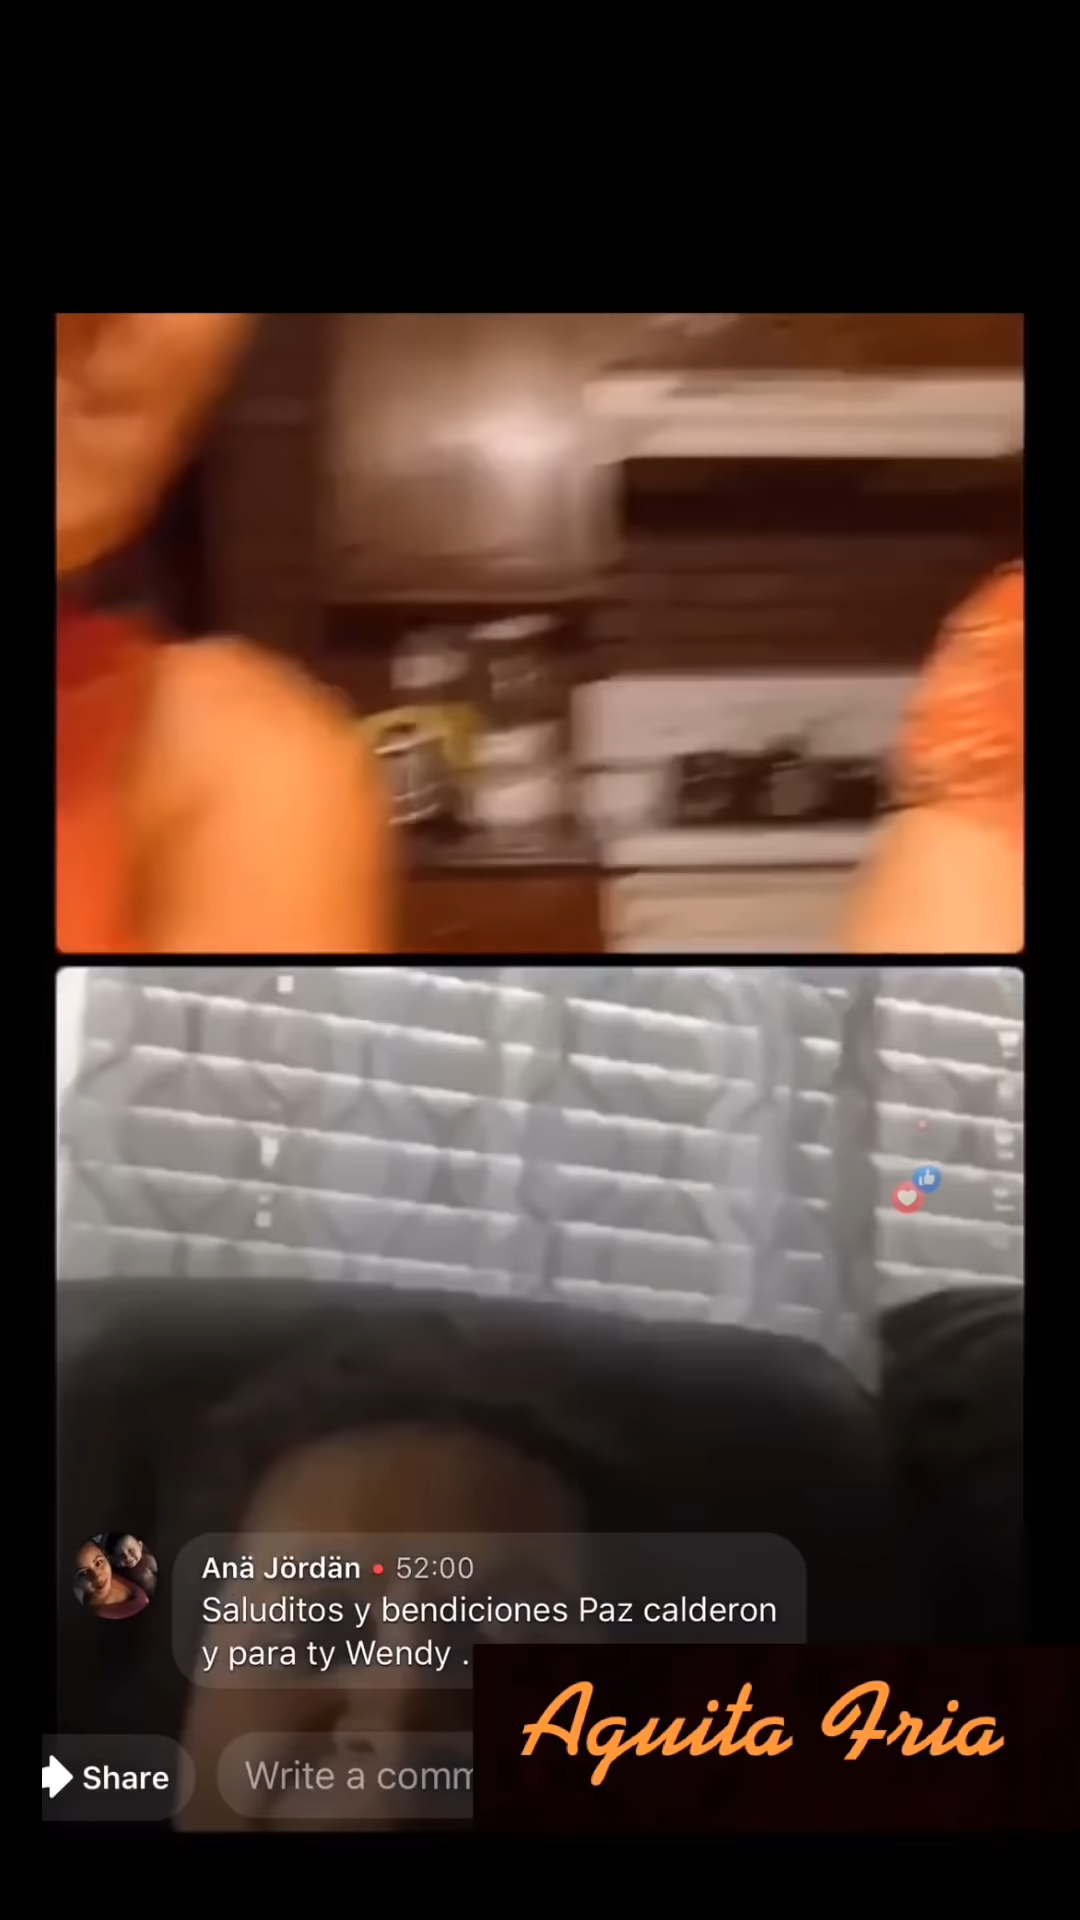 Anä Jördän • 52:00
Saluditos y bendiciones Paz calderon
y para ty Wendy .
Share
Write a comm
Aguita Fria